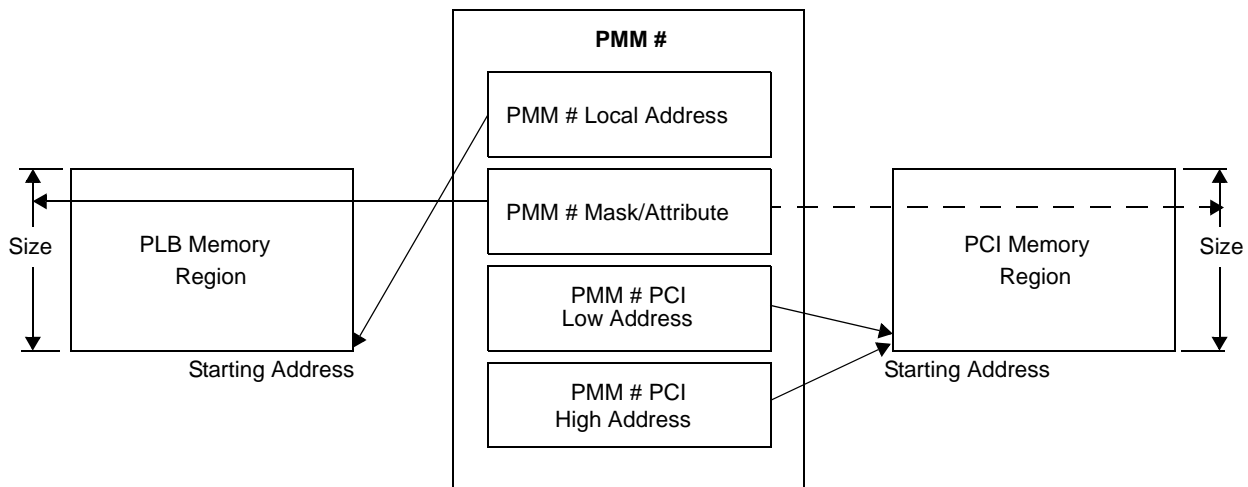 PMM #
PMM # Local Address
PMM # Mask/Attribute
Size
PLB Memory
Region
PCI Memory
Region
Size
PMM # PCI
Low Address
Starting Address
Starting Address
PMM # PCI
High Address